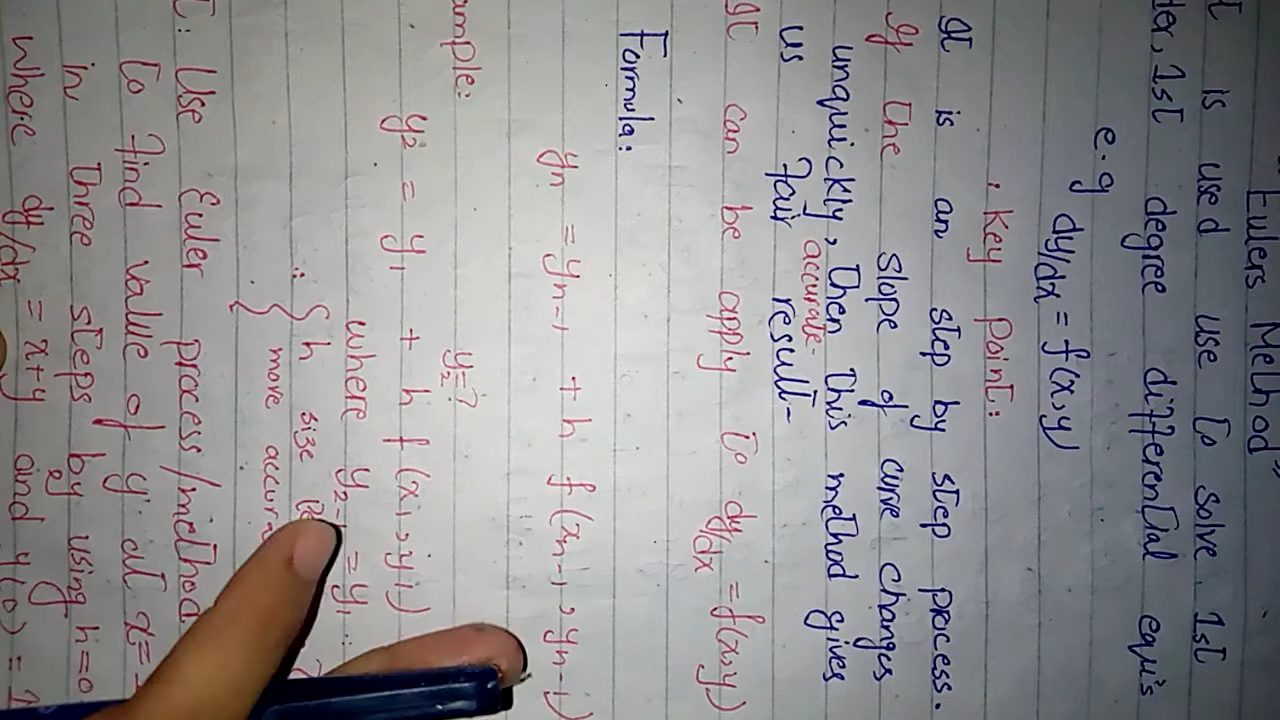 Eulers Method"
is used use to solve 1st
der, 1st degree differential equ's
e.g dy/dx = f(x,y)
Key point:
It is an step by step process.
If the slope of curve changes
unquickly, then this method gives
us fair accurate result-
It can be apply to dy/dx = f(x,y)
Formula:
yn = yn-1 + h f(xn-1, yn-1)
ample: y2=?
y2 = y1 + h f(x1, y1)
where y2-1 = y1
∴ { h size
{ more accur
Use Euler process/method
to find value of y at x=
in three steps by using h=0
where dy/dx = x+y and y(0) = 1